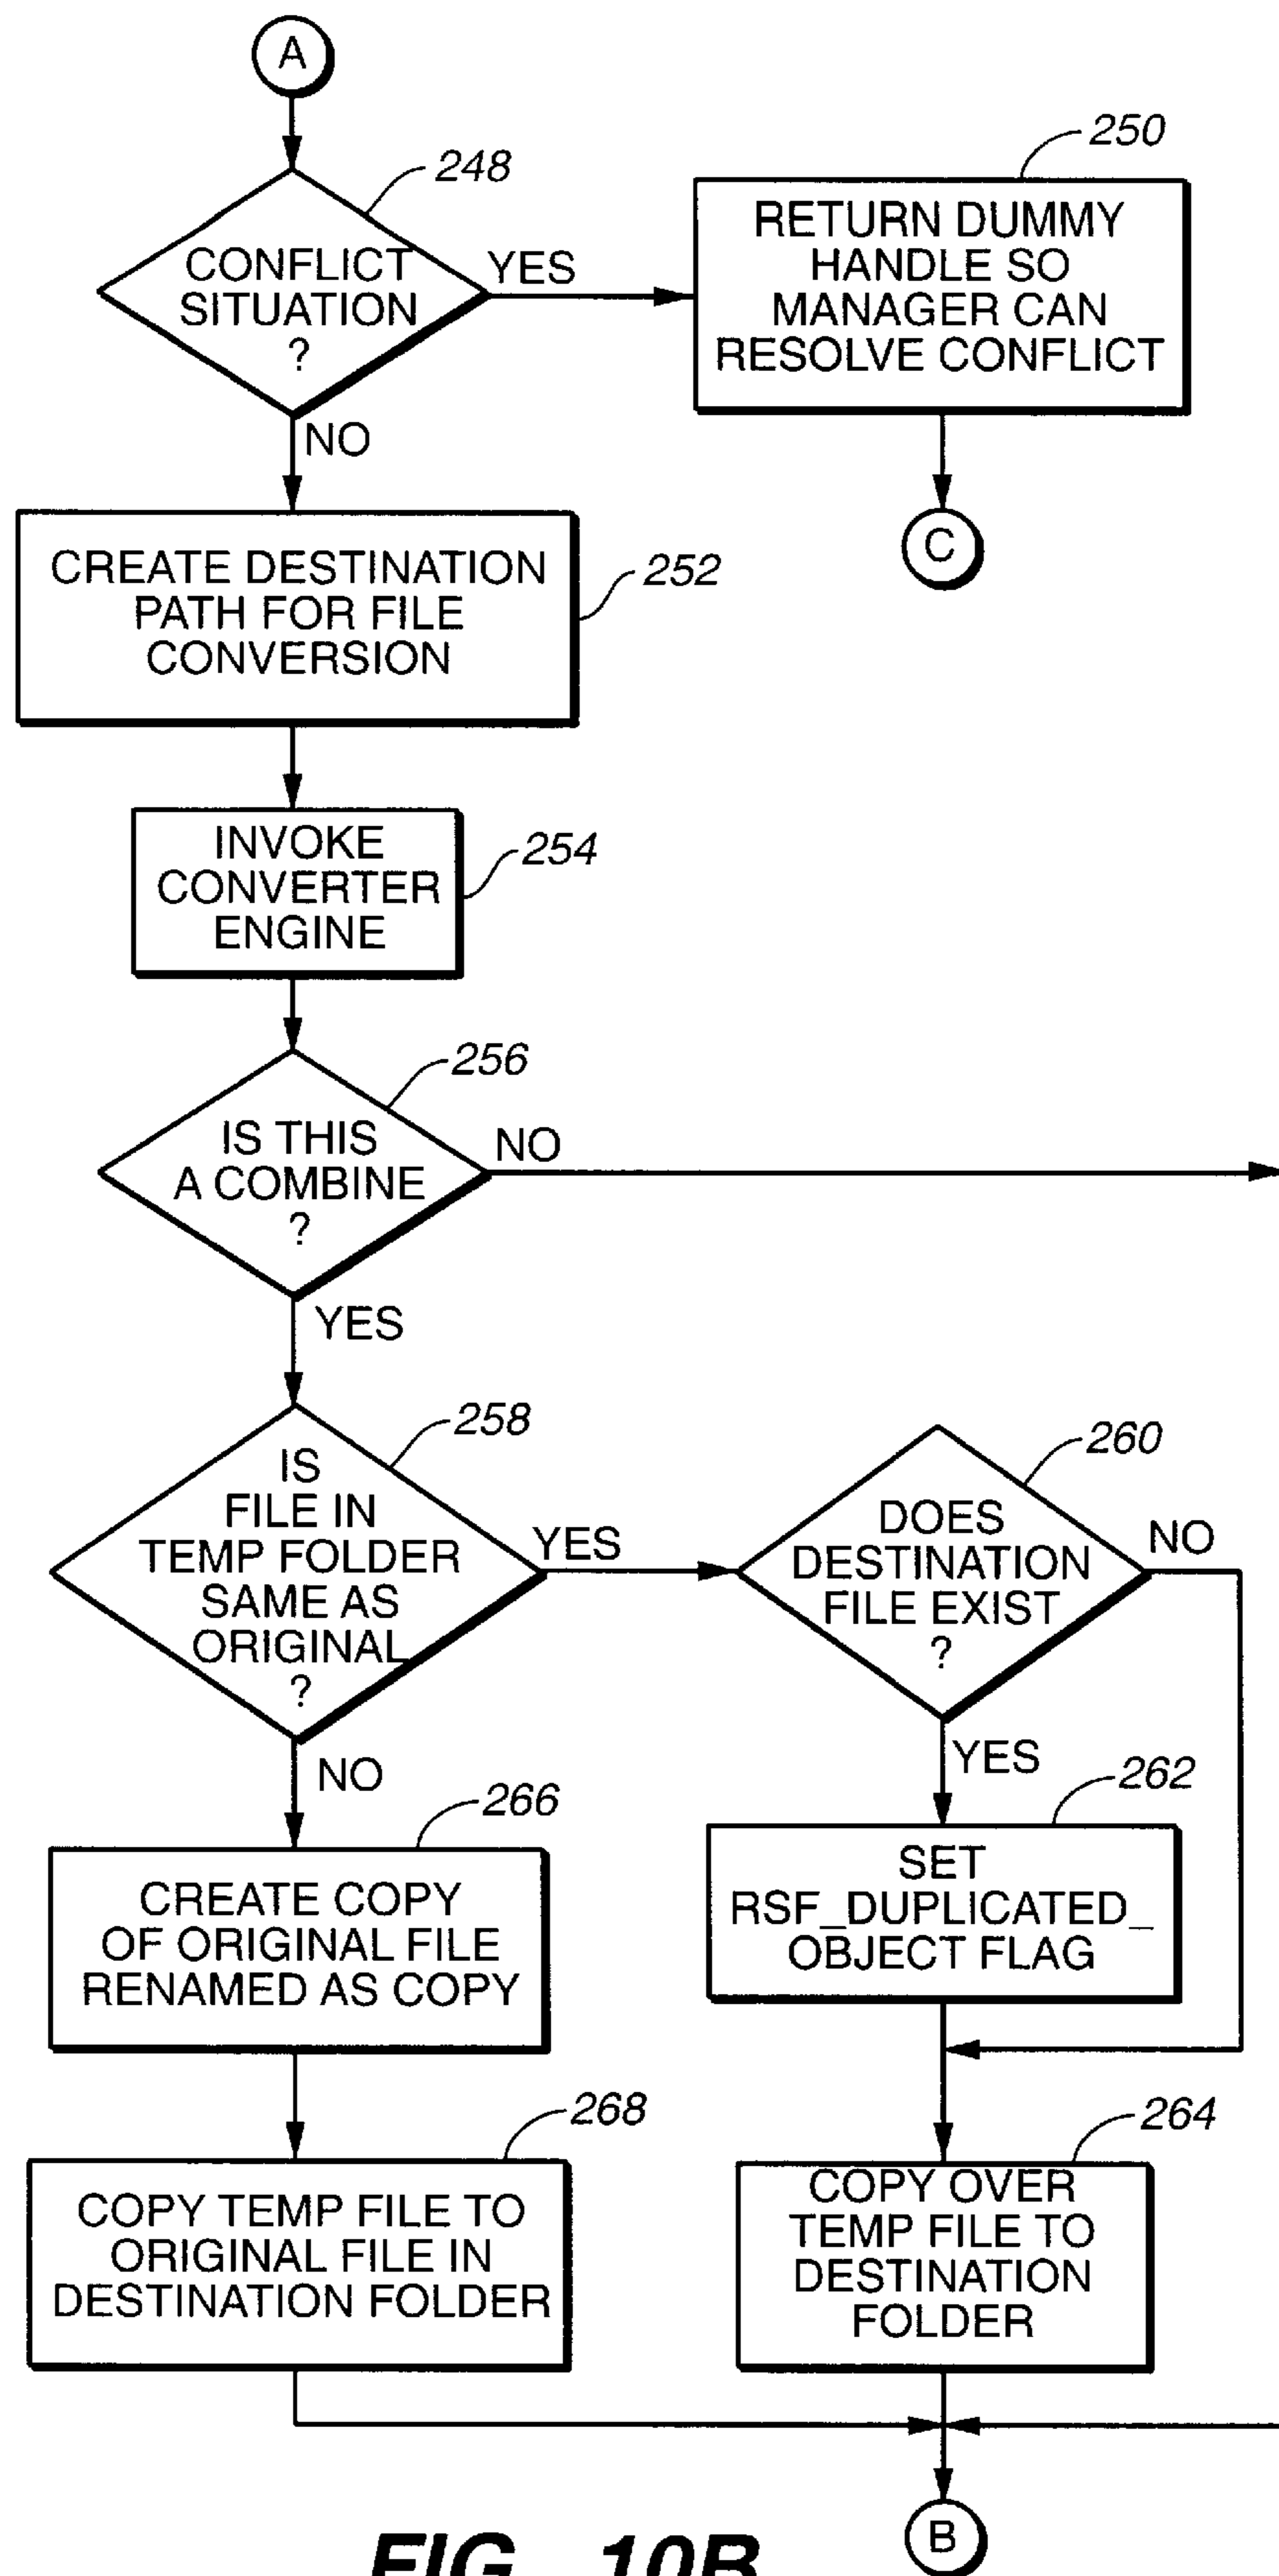 A
248
CONFLICT
SITUATION
?
YES
250
RETURN DUMMY
HANDLE SO
MANAGER CAN
RESOLVE CONFLICT
NO
C
CREATE DESTINATION
PATH FOR FILE
CONVERSION
252
INVOKE
CONVERTER
ENGINE
254
256
IS THIS
A COMBINE
?
NO
YES
258
IS
FILE IN
TEMP FOLDER
SAME AS
ORIGINAL
?
YES
260
DOES
DESTINATION
FILE EXIST
?
NO
YES
262
SET
RSF_DUPLICATED_
OBJECT FLAG
NO
266
CREATE COPY
OF ORIGINAL FILE
RENAMED AS COPY
268
COPY TEMP FILE TO
ORIGINAL FILE IN
DESTINATION FOLDER
264
COPY OVER
TEMP FILE TO
DESTINATION
FOLDER
B
FIG._10B